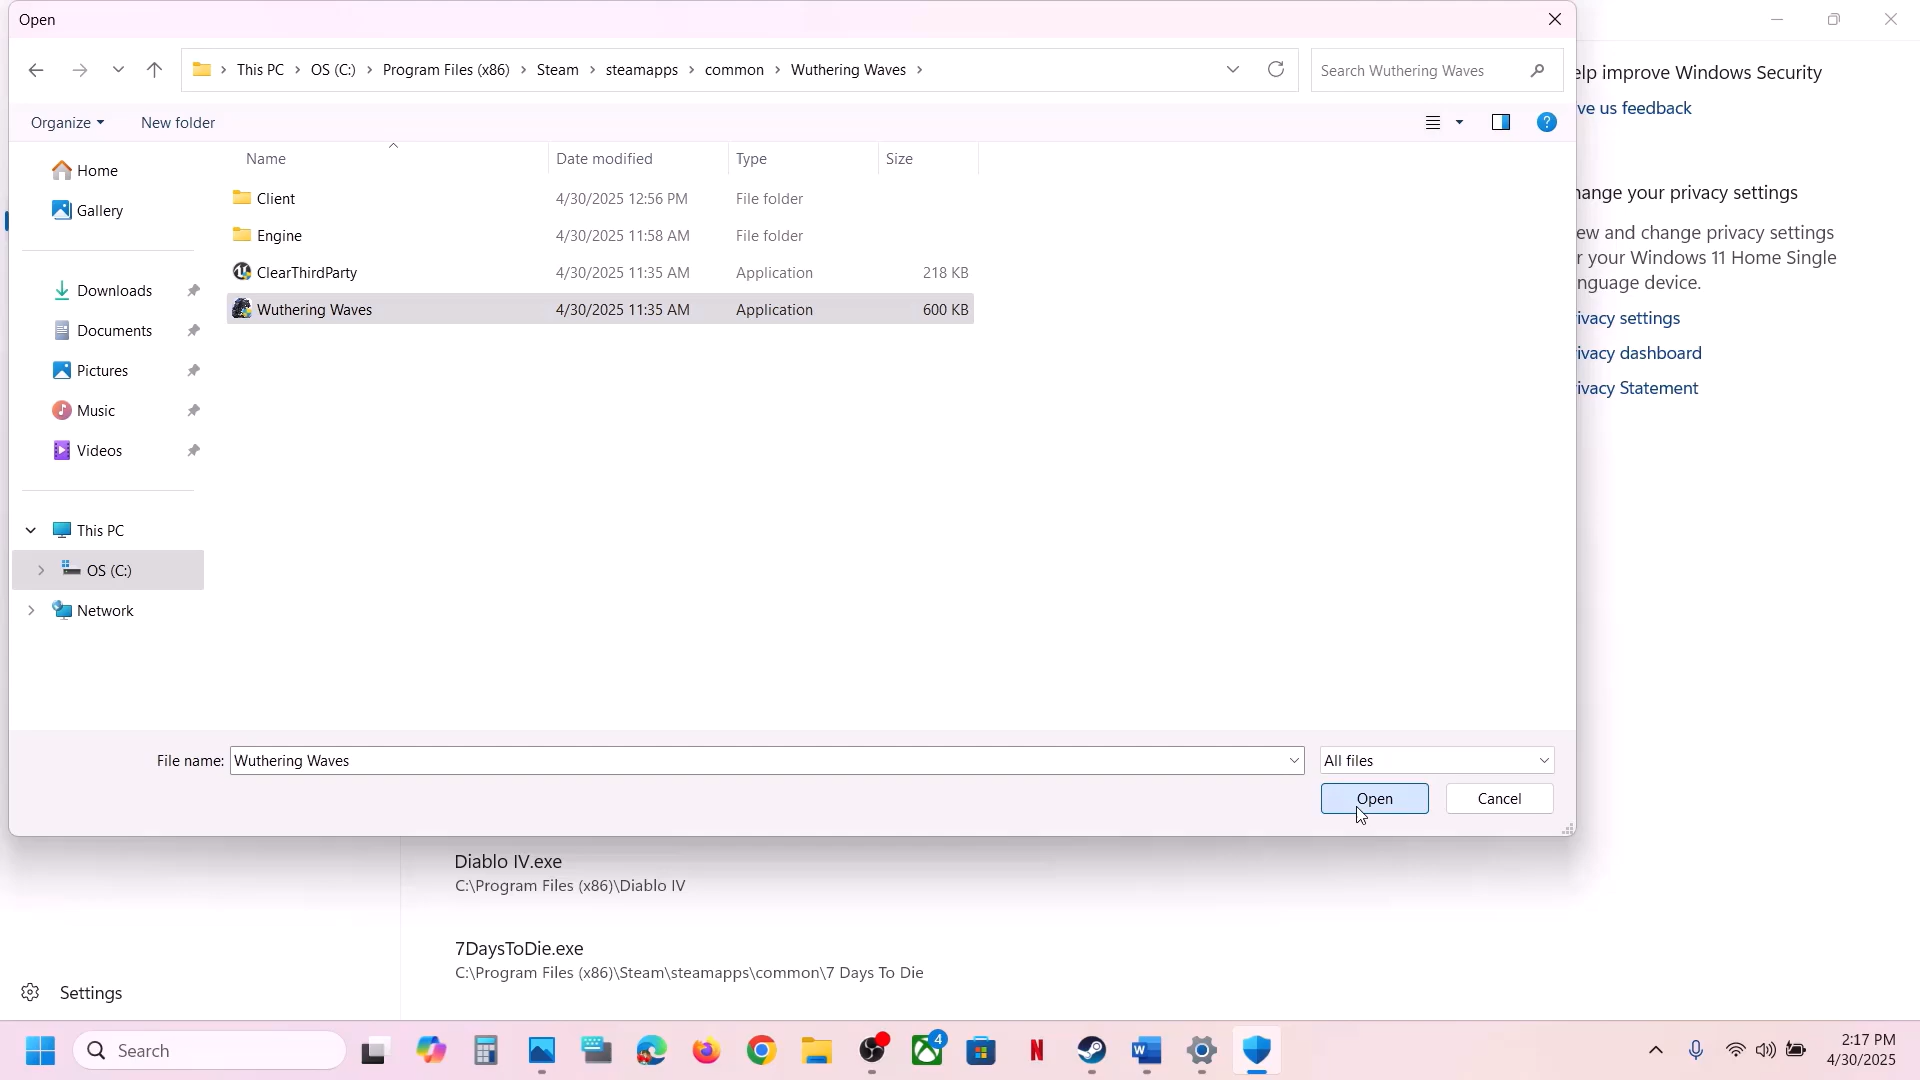 Open
This PC > OS (C:) > Program Files (x86) > Steam > steamapps > common > Wuthering Waves >
Search Wuthering Waves
Organize
New folder
Name
Date modified
Type
Size
Home
Gallery
Downloads
Documents
Pictures
Music
Videos
This PC
OS (C:)
Network
Client 4/30/2025 12:56 PM File folder
Engine 4/30/2025 11:58 AM File folder
ClearThirdParty 4/30/2025 11:35 AM Application 218 KB
Wuthering Waves 4/30/2025 11:35 AM Application 600 KB
File name: Wuthering Waves
All files
Open
Cancel
elp improve Windows Security
ve us feedback
ange your privacy settings
ew and change privacy settings
r your Windows 11 Home Single
nguage device.
ivacy settings
ivacy dashboard
ivacy Statement
Diablo IV.exe
C:\Program Files (x86)\Diablo IV
7DaysToDie.exe
C:\Program Files (x86)\Steam\steamapps\common\7 Days To Die
Settings
Search
4
2:17 PM
4/30/2025